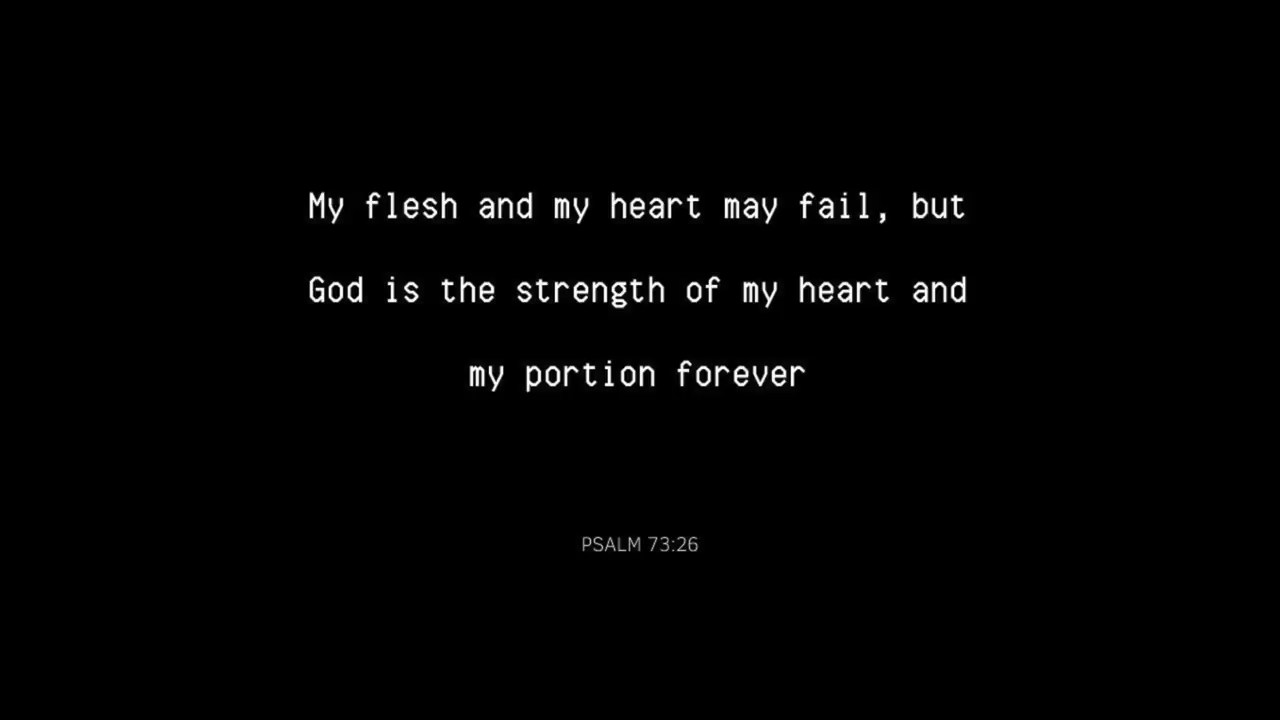 My flesh and my heart may fail, but
God is the strength of my heart and
my portion forever
PSALM 73:26